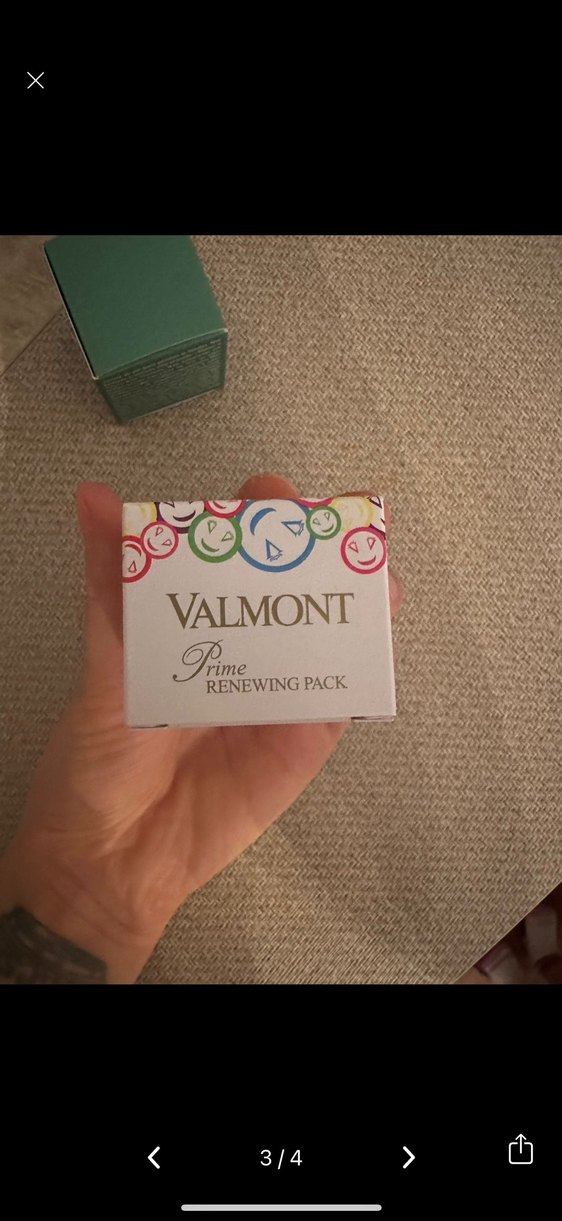 VALMONT
Prime
RENEWING PACK
3/4